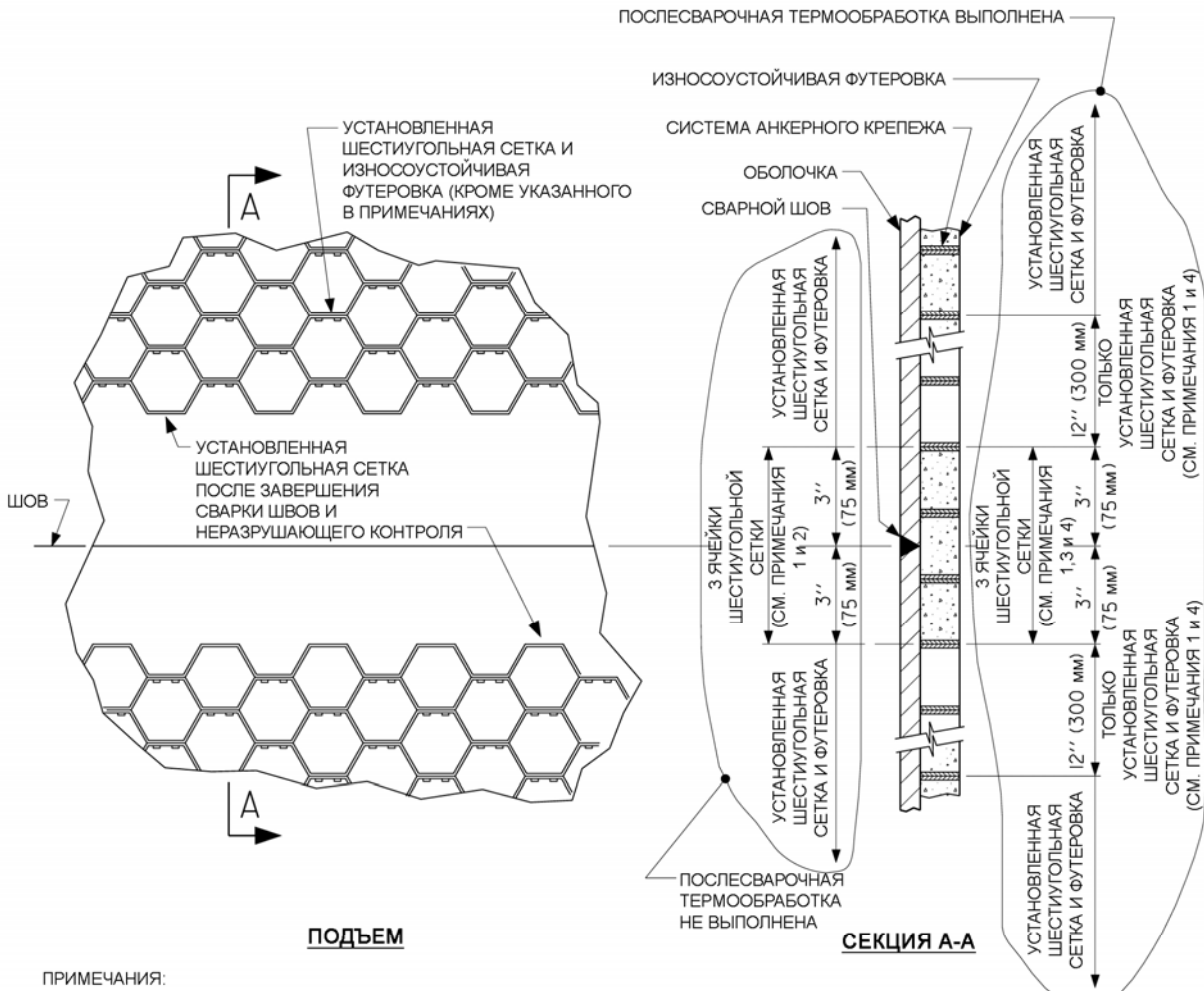 ПОСЛЕСВАРОЧНАЯ ТЕРМООБРАБОТКА ВЫПОЛНЕНА
ИЗНОСОУСТОЙЧИВАЯ ФУТЕРОВКА
СИСТЕМА АНКЕРНОГО КРЕПЕЖА
ОБОЛОЧКА
СВАРНОЙ ШОВ
УСТАНОВЛЕННАЯ
ШЕСТИУГОЛЬНАЯ СЕТКА И
ИЗНОСОУСТОЙЧИВАЯ
ФУТЕРОВКА (КРОМЕ УКАЗАННОГО
В ПРИМЕЧАНИЯХ)
A
УСТАНОВЛЕННАЯ
ШЕСТИУГОЛЬНАЯ СЕТКА
ПОСЛЕ ЗАВЕРШЕНИЯ
СВАРКИ ШВОВ И
НЕРАЗРУШАЮЩЕГО КОНТРОЛЯ
ШОВ
A
ПОДЪЕМ
УСТАНОВЛЕННАЯ
ШЕСТИУГОЛЬНАЯ
СЕТКА И ФУТЕРОВКА
3 ЯЧЕЙКИ
ШЕСТИУГОЛЬНОЙ
СЕТКИ
(СМ. ПРИМЕЧАНИЯ
1 и 2)
3’’
(75 мм)
3’’
(75 мм)
УСТАНОВЛЕННАЯ
ШЕСТИУГОЛЬНАЯ
СЕТКА И ФУТЕРОВКА
ПОСЛЕСВАРОЧНАЯ
ТЕРМООБРАБОТКА
НЕ ВЫПОЛНЕНА
УСТАНОВЛЕННАЯ
ШЕСТИУГОЛЬНАЯ
СЕТКА И ФУТЕРОВКА
12’’ (300 мм)
ТОЛЬКО
УСТАНОВЛЕННАЯ
ШЕСТИУГОЛЬНАЯ
СЕТКА И ФУТЕРОВКА
(СМ. ПРИМЕЧАНИЯ 1 и 4)
3 ЯЧЕЙКИ
ШЕСТИУГОЛЬНОЙ
СЕТКИ
(СМ. ПРИМЕЧАНИЯ
1,3 и 4)
3’’
(75 мм)
3’’
(75 мм)
12’’ (300 мм)
ТОЛЬКО
УСТАНОВЛЕННАЯ
ШЕСТИУГОЛЬНАЯ
СЕТКА И ФУТЕРОВКА
(СМ. ПРИМЕЧАНИЯ 1 и 4)
УСТАНОВЛЕННАЯ
ШЕСТИУГОЛЬНАЯ
СЕТКА И ФУТЕРОВКА
СЕКЦИЯ А-А
ПРИМЕЧАНИЯ: